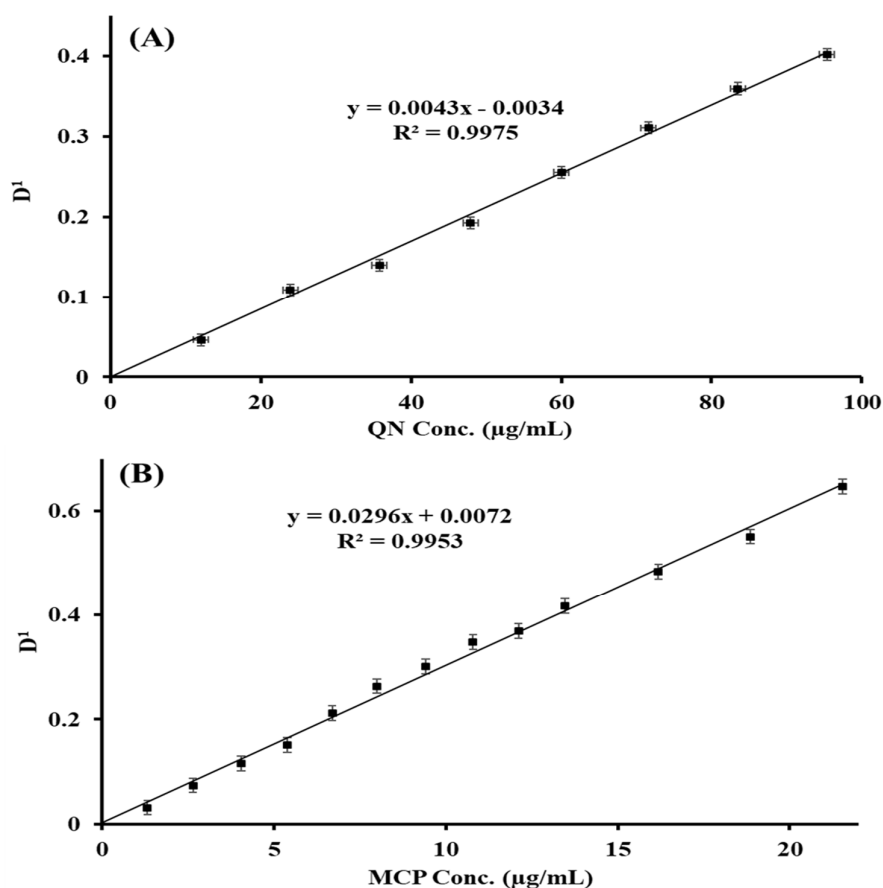 (A)
y = 0.0043x - 0.0034
R² = 0.9975
D¹
0.4
0.3
0.2
0.1
0
0 20 40 60 80 100
QN Conc. (µg/mL)
(B)
y = 0.0296x + 0.0072
R² = 0.9953
D¹
0.6
0.4
0.2
0
0 5 10 15 20
MCP Conc. (µg/mL)